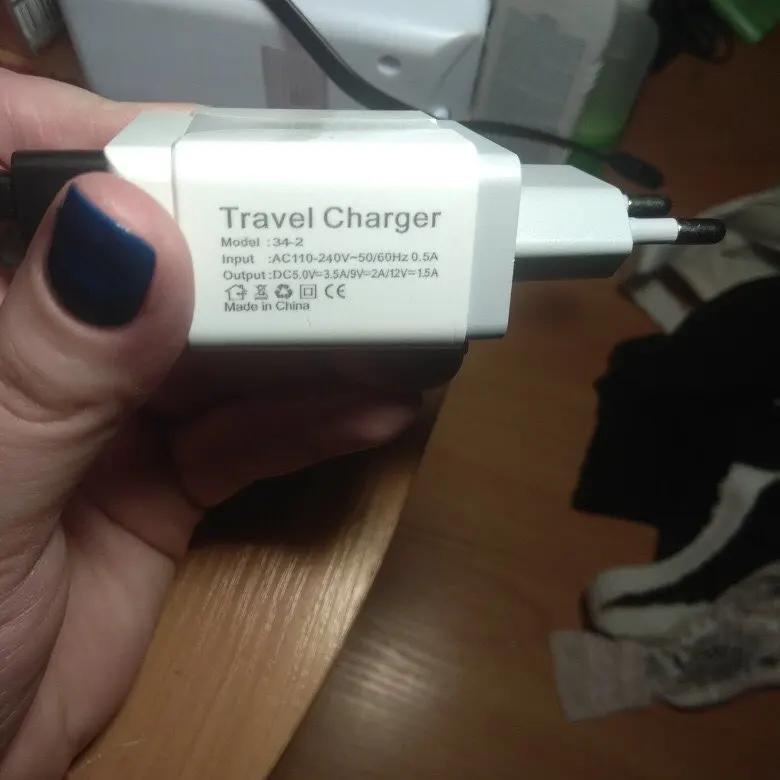 Travel Charger
Model :34-2
Input :AC110-240V~50/60Hz 0.5A
Output:DC5.0V⎓3.5A/9V⎓2A/12V⎓1.5A
CE
Made in China